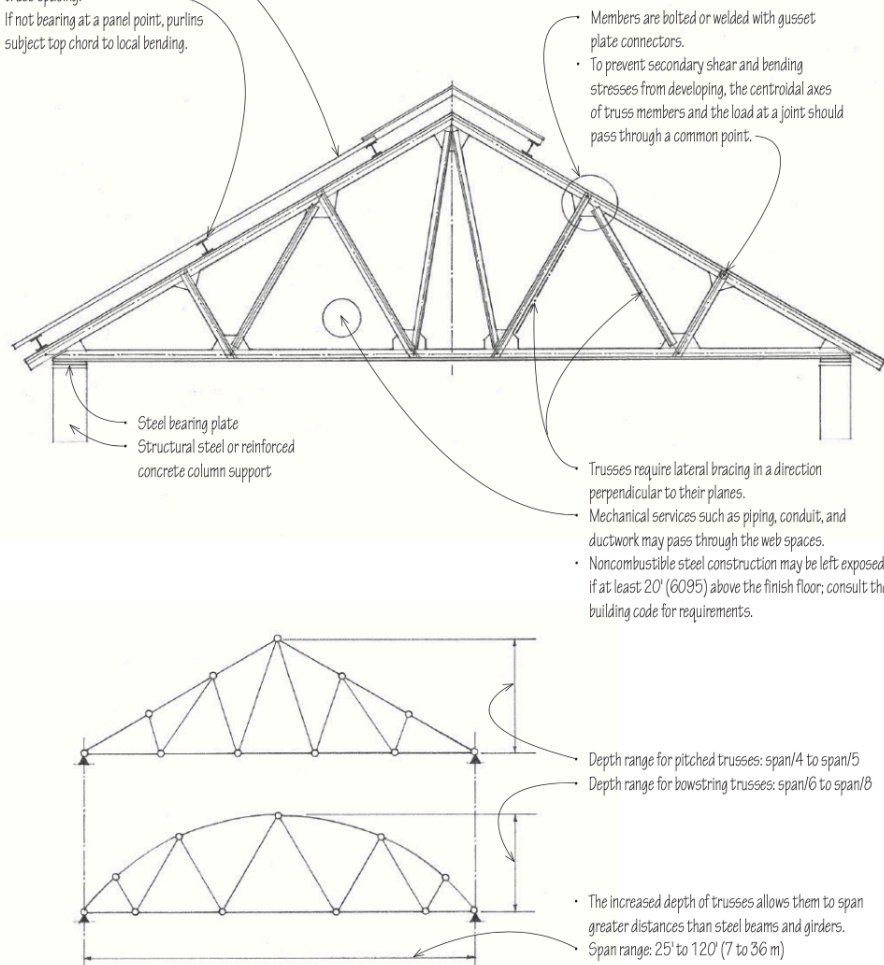 If not bearing at a panel point, purlins
subject top chord to local bending.
Members are bolted or welded with gusset
plate connectors.
To prevent secondary shear and bending
stresses from developing, the centroidal axes
of truss members and the load at a joint should
pass through a common point.
Steel bearing plate
Structural steel or reinforced
concrete column support
Trusses require lateral bracing in a direction
perpendicular to their planes.
Mechanical services such as piping, conduit, and
ductwork may pass through the web spaces.
Noncombustible steel construction may be left exposed
if at least 20' (6095) above the finish floor; consult the
building code for requirements.
Depth range for pitched trusses: span/4 to span/5
Depth range for bowstring trusses: span/6 to span/8
The increased depth of trusses allows them to span
greater distances than steel beams and girders.
Span range: 25' to 120' (7 to 36 m)